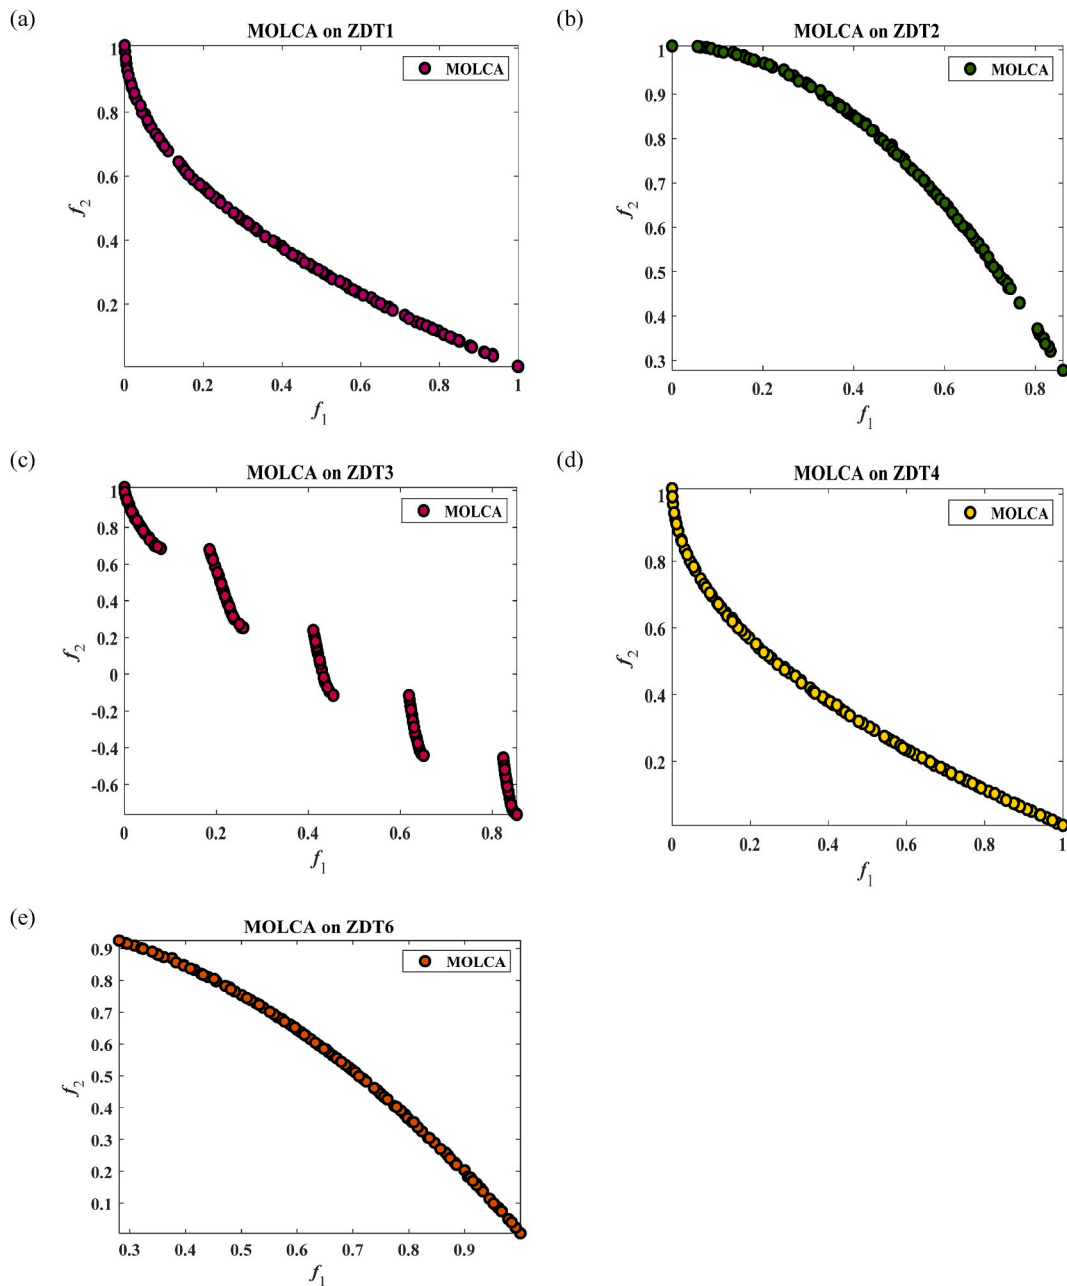 (a)
MOLCA on ZDT1
MOLCA
1
0.8
0.6
0.4
0.2
f2
0 0.2 0.4 0.6 0.8 1
f1
(b)
MOLCA on ZDT2
MOLCA
1
0.9
0.8
0.7
0.6
0.5
0.4
0.3
f2
0 0.2 0.4 0.6 0.8
f1
(c)
MOLCA on ZDT3
MOLCA
1
0.8
0.6
0.4
0.2
0
-0.2
-0.4
-0.6
f2
0 0.2 0.4 0.6 0.8
f1
(d)
MOLCA on ZDT4
MOLCA
1
0.8
0.6
0.4
0.2
f2
0 0.2 0.4 0.6 0.8 1
f1
(e)
MOLCA on ZDT6
MOLCA
0.9
0.8
0.7
0.6
0.5
0.4
0.3
0.2
0.1
f2
0.3 0.4 0.5 0.6 0.7 0.8 0.9
f1